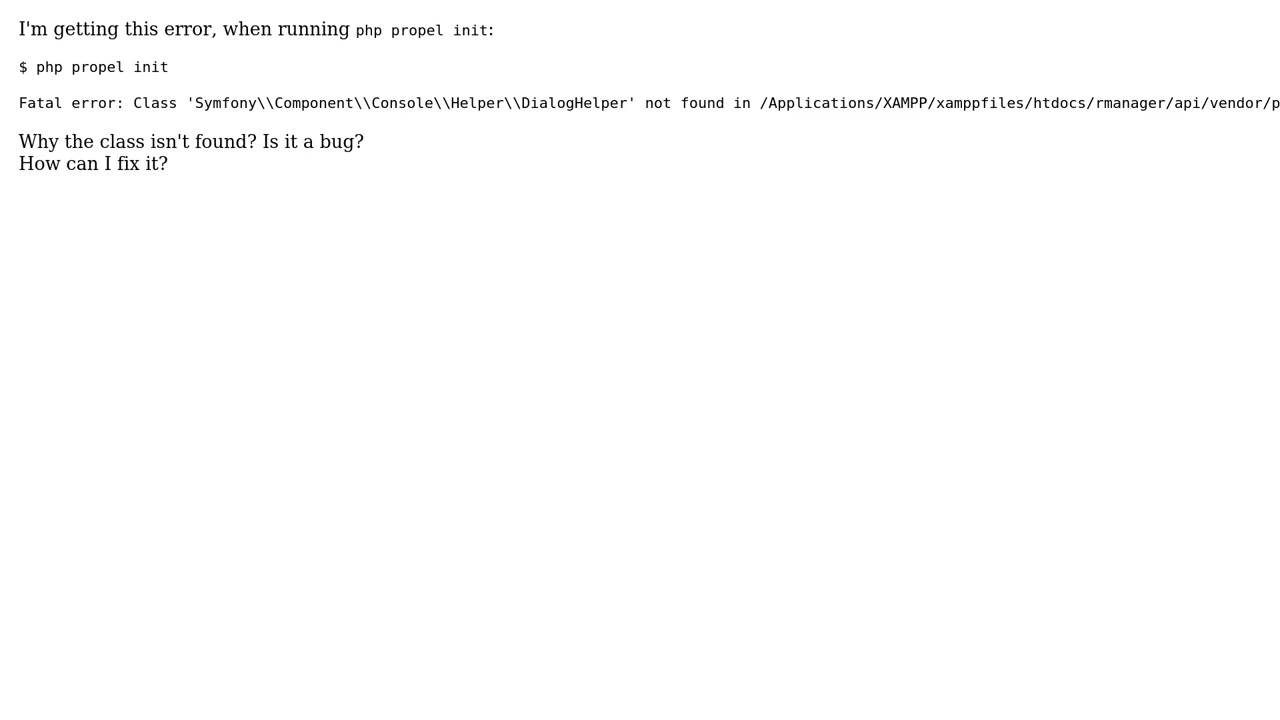 I'm getting this error, when running php propel init:
$ php propel init
Fatal error: Class 'Symfony\\Component\\Console\\Helper\\DialogHelper' not found in /Applications/XAMPP/xamppfiles/htdocs/rmanager/api/vendor/p
Why the class isn't found? Is it a bug?
How can I fix it?